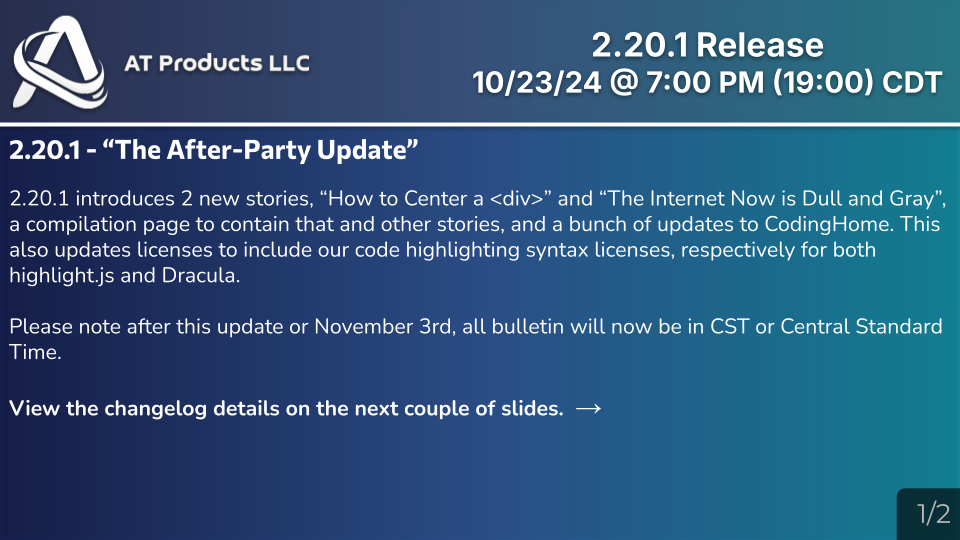 AT Products LLC
2.20.1 Release
10/23/24 @ 7:00 PM (19:00) CDT
2.20.1 - “The After-Party Update”
2.20.1 introduces 2 new stories, “How to Center a <div>” and “The Internet Now is Dull and Gray”,
a compilation page to contain that and other stories, and a bunch of updates to CodingHome. This
also updates licenses to include our code highlighting syntax licenses, respectively for both
highlight.js and Dracula.
Please note after this update or November 3rd, all bulletin will now be in CST or Central Standard
Time.
View the changelog details on the next couple of slides. →
1/2